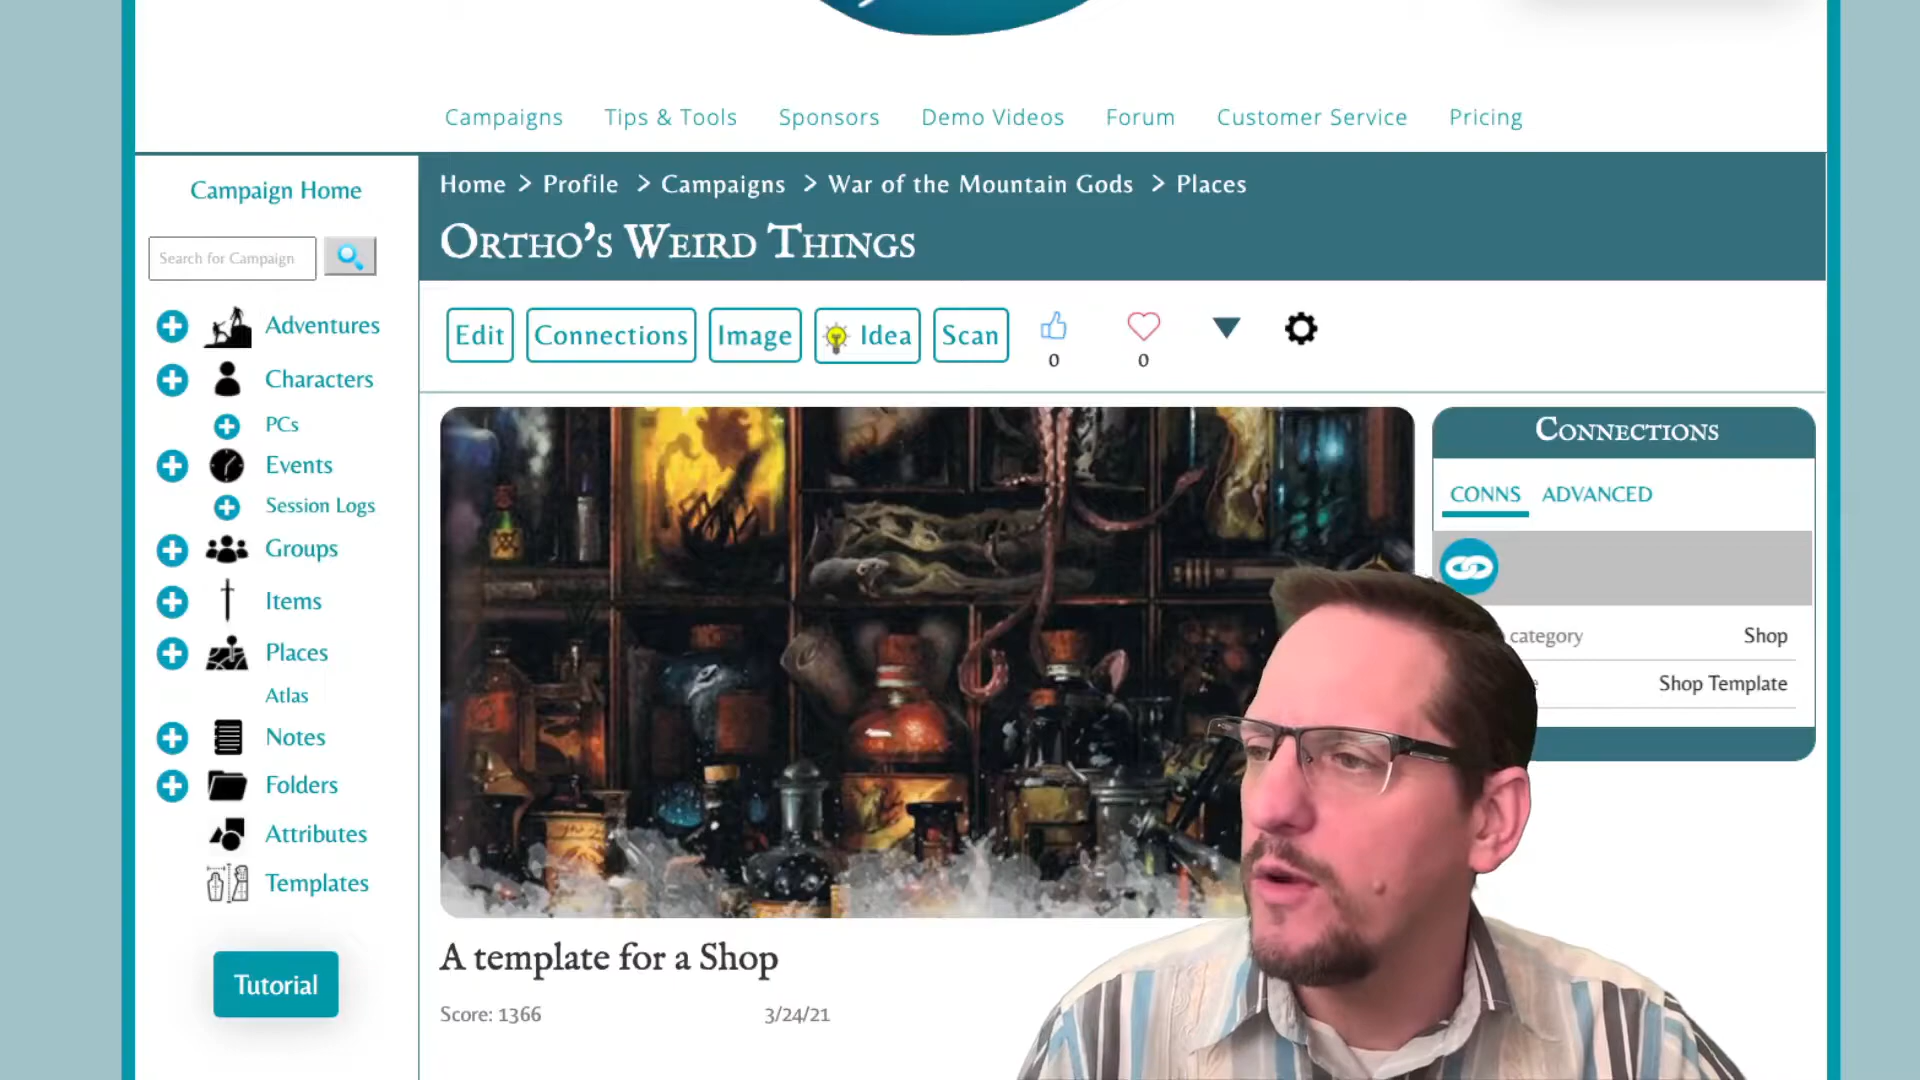 Campaigns Tips & Tools Sponsors Demo Videos Forum Customer Service Pricing
Campaign Home
Search for Campaign
Adventures
Characters
PCs
Events
Session Logs
Groups
Items
Places
Atlas
Notes
Folders
Attributes
Templates
Tutorial
Home > Profile > Campaigns > War of the Mountain Gods > Places
Ortho's Weird Things
Edit Connections Image Idea Scan
0 0
Connections
CONNS ADVANCED
category Shop
Shop Template
A template for a Shop
Score: 1366 3/24/21